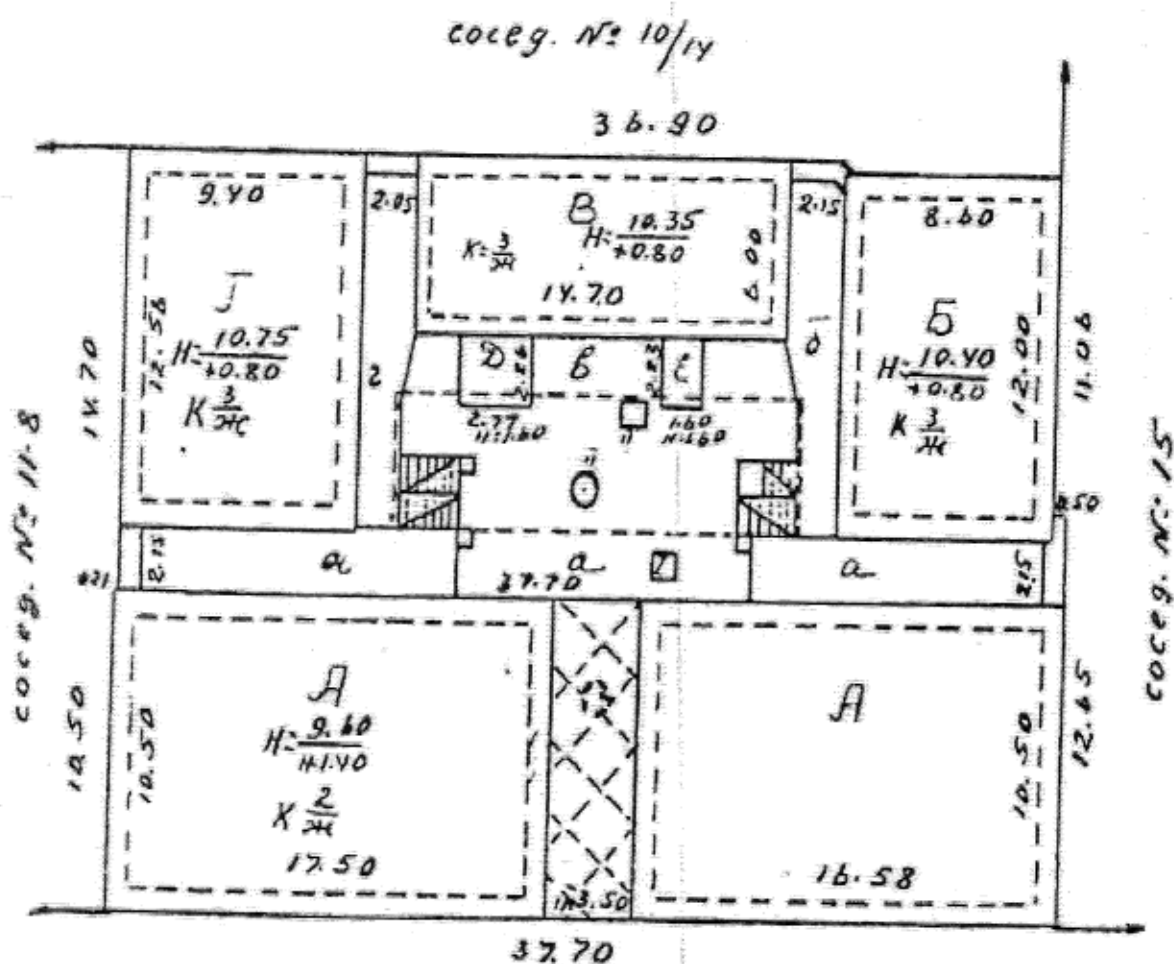 сосед. № 10/14
36.90
9.40
2.05
В
К=3/Ж
Н=10.35/+0.80
14.70
6.00
2.15
8.60
Г
Н=10.75/+0.80
К 3/Ж
12.58
14.70
г
Д
в
Е
2.77
1.60
б
Б
Н=10.40/+0.80
К 3/Ж
12.00
11.06
0.50
сосед. № 11-8
сосед. № 15
2.15
а
а
37.70
а
2.15
А
Н=9.60/Н-1.40
К 2/Ж
10.50
10.50
17.50
3.50
А
10.50
12.65
16.58
37.70